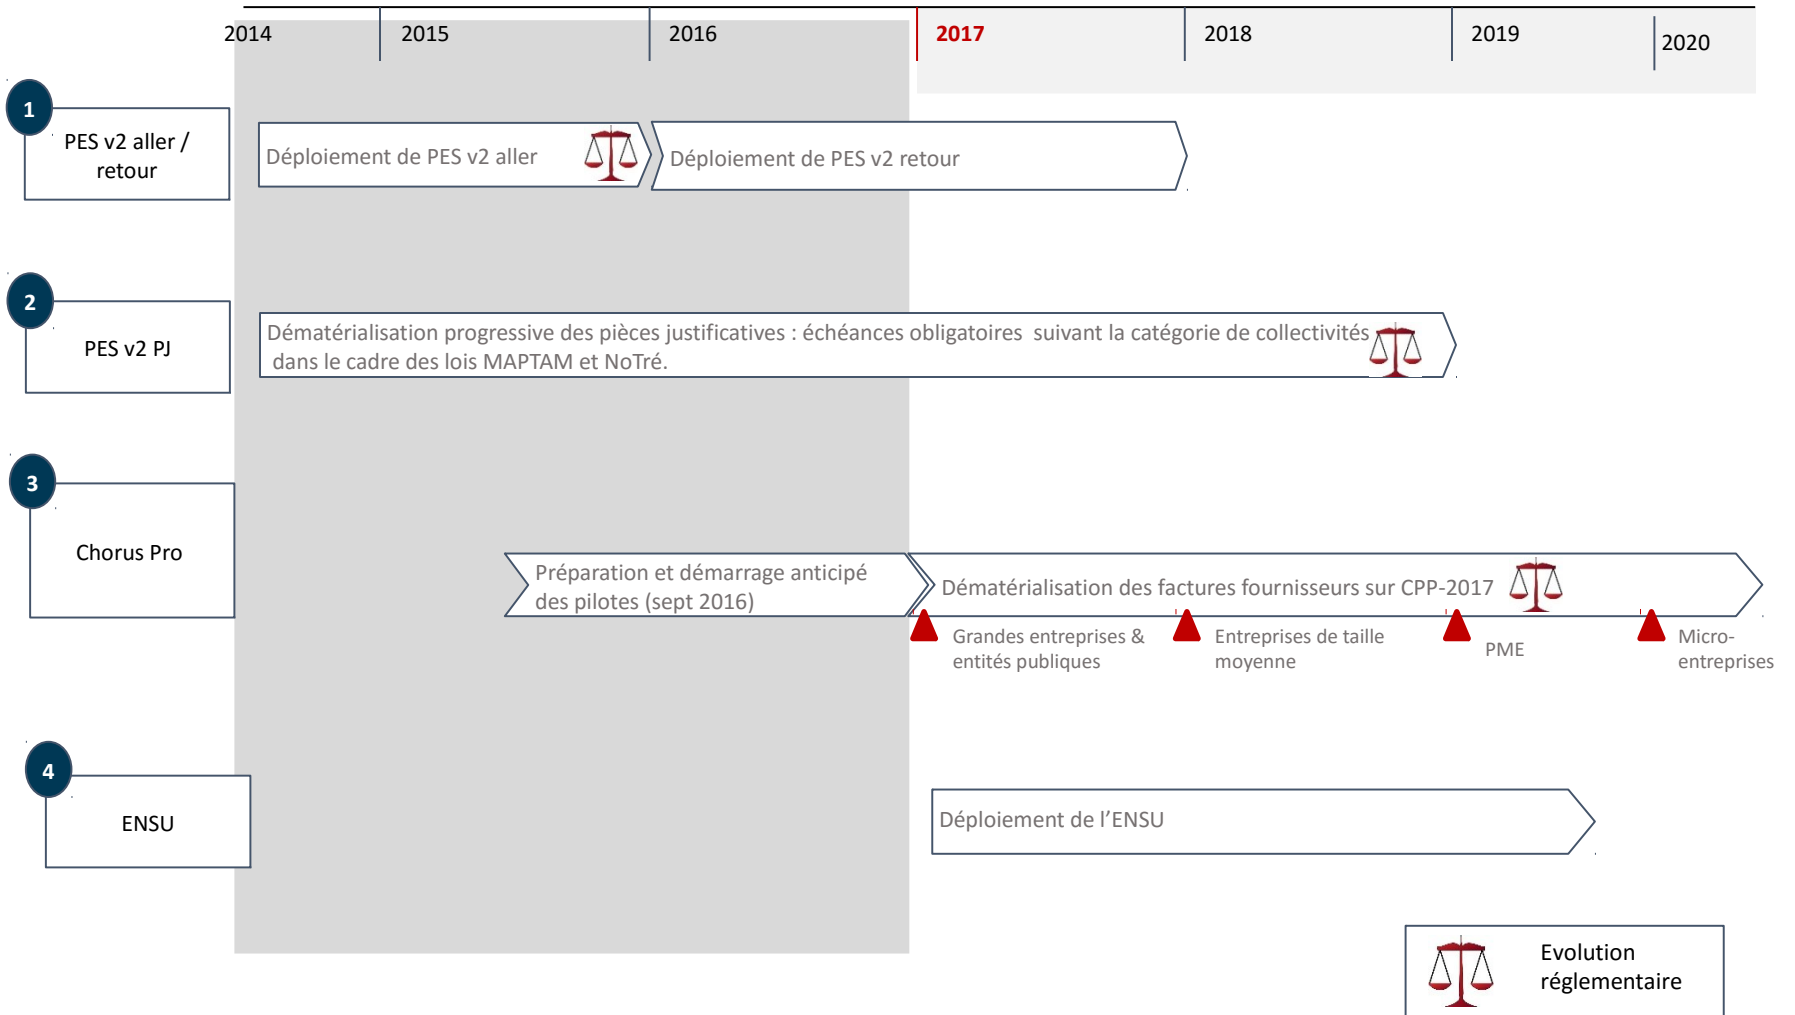 2014
2015
2016
2017
2018
2019
2020
1
PES v2 aller /
retour
Déploiement de PES v2 aller
Déploiement de PES v2 retour
2
PES v2 PJ
Dématérialisation progressive des pièces justificatives : échéances obligatoires  suivant la catégorie de collectivités
dans le cadre des lois MAPTAM et NoTré.
3
Chorus Pro
Préparation et démarrage anticipé
des pilotes (sept 2016)
Dématérialisation des factures fournisseurs sur CPP-2017
Grandes entreprises &
entités publiques
Entreprises de taille
moyenne
PME
Micro-
entreprises
4
ENSU
Déploiement de l’ENSU
Evolution
réglementaire